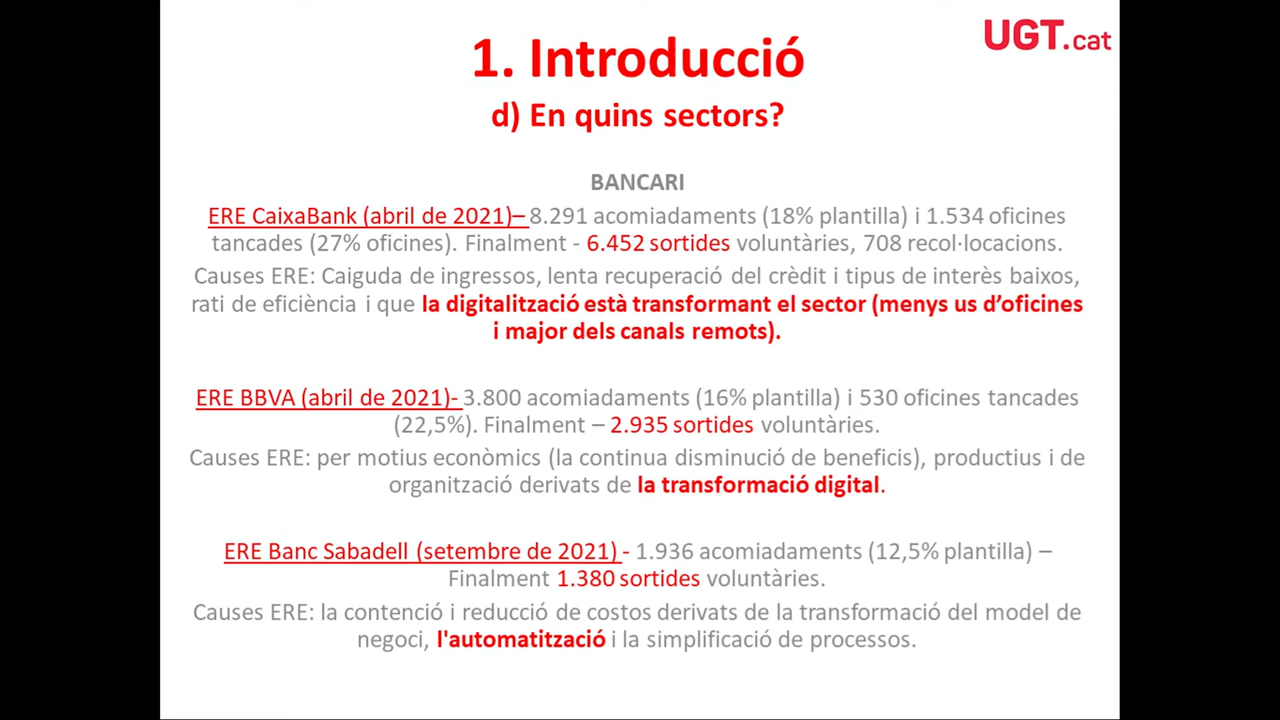 UGT.cat
1. Introducció
d) En quins sectors?
BANCARI
ERE CaixaBank (abril de 2021)– 8.291 acomiadaments (18% plantilla) i 1.534 oficines
tancades (27% oficines). Finalment - 6.452 sortides voluntàries, 708 recol·locacions.
Causes ERE: Caiguda de ingressos, lenta recuperació del crèdit i tipus de interès baixos,
rati de eficiència i que la digitalització està transformant el sector (menys us d’oficines
i major dels canals remots).
ERE BBVA (abril de 2021)- 3.800 acomiadaments (16% plantilla) i 530 oficines tancades
(22,5%). Finalment – 2.935 sortides voluntàries.
Causes ERE: per motius econòmics (la continua disminució de beneficis), productius i de
organització derivats de la transformació digital.
ERE Banc Sabadell (setembre de 2021) - 1.936 acomiadaments (12,5% plantilla) –
Finalment 1.380 sortides voluntàries.
Causes ERE: la contenció i reducció de costos derivats de la transformació del model de
negoci, l'automatització i la simplificació de processos.